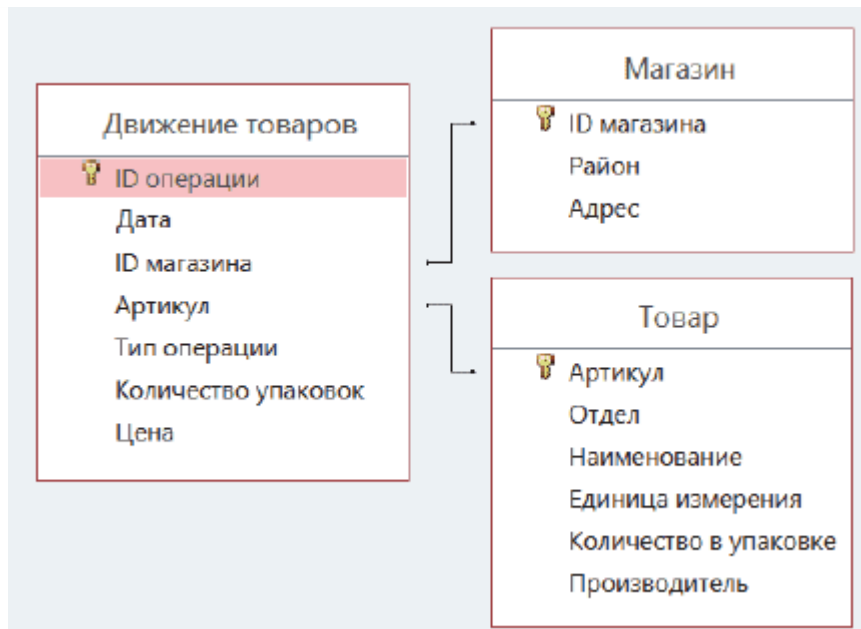 Движение товаров
ID операции
Дата
ID магазина
Артикул
Тип операции
Количество упаковок
Цена
Магазин
ID магазина
Район
Адрес
Товар
Артикул
Отдел
Наименование
Единица измерения
Количество в упаковке
Производитель